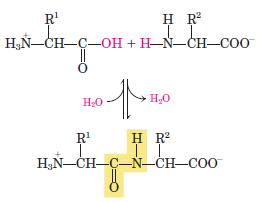 R¹ H R²
H₃N⁺—CH—C—OH + H—N—CH—COO⁻
O
H₂O H₂O
R¹ H R²
H₃N⁺—CH—C—N—CH—COO⁻
O